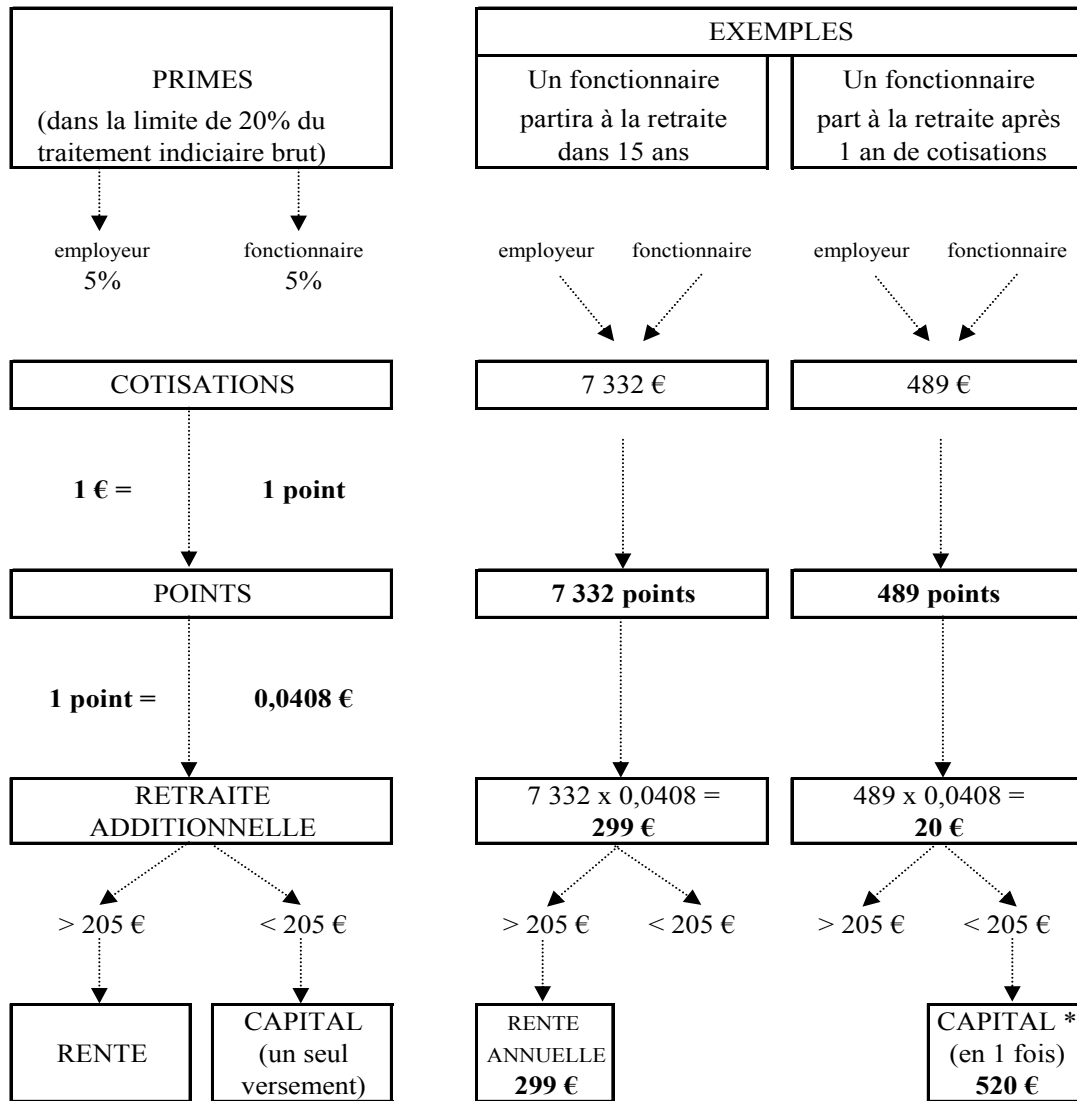 PRIMES
(dans la limite de 20% du
traitement indiciaire brut)
EXEMPLES
Un fonctionnaire
partira à la retraite
dans 15 ans
Un fonctionnaire
part à la retraite après
1 an de cotisations
employeur
5%
fonctionnaire
5%
employeur fonctionnaire
employeur fonctionnaire
COTISATIONS
7 332 €
489 €
1 € = 1 point
POINTS
7 332 points
489 points
1 point = 0,0408 €
RETRAITE
ADDITIONNELLE
7 332 x 0,0408 =
299 €
489 x 0,0408 =
20 €
> 205 € < 205 €
> 205 € < 205 €
> 205 € < 205 €
RENTE
CAPITAL
(un seul
versement)
RENTE
ANNUELLE
299 €
CAPITAL *
(en 1 fois)
520 €